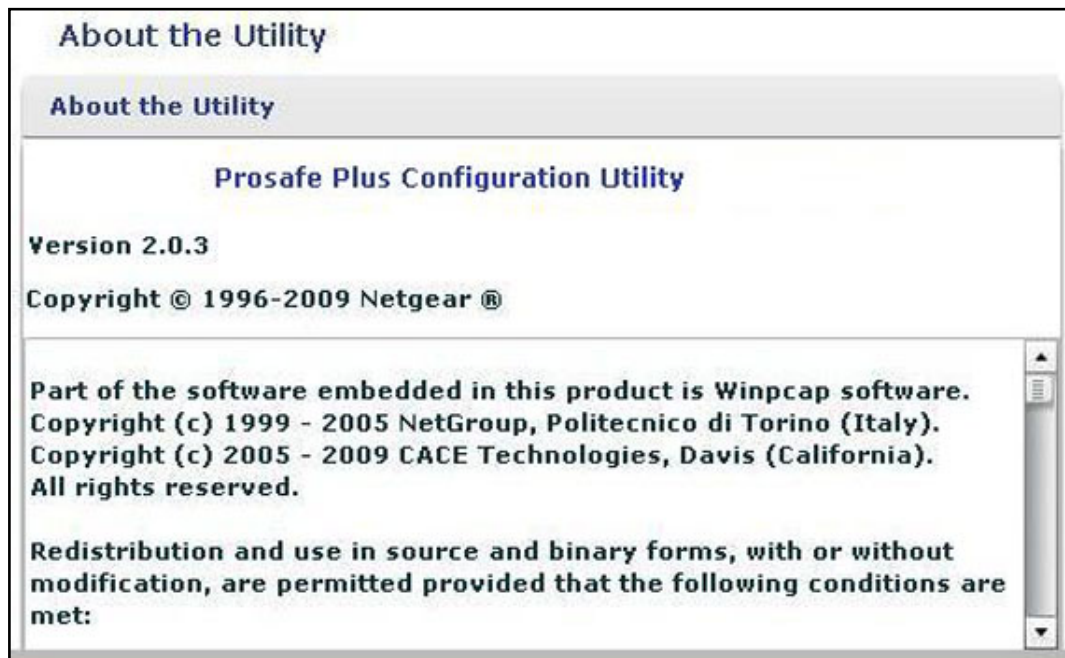 About the Utility
About the Utility
Prosafe Plus Configuration Utility
Version 2.0.3
Copyright © 1996-2009 Netgear ®
Part of the software embedded in this product is Winpcap software.
Copyright (c) 1999 - 2005 NetGroup, Politecnico di Torino (Italy).
Copyright (c) 2005 - 2009 CACE Technologies, Davis (California).
All rights reserved.
Redistribution and use in source and binary forms, with or without
modification, are permitted provided that the following conditions are
met: